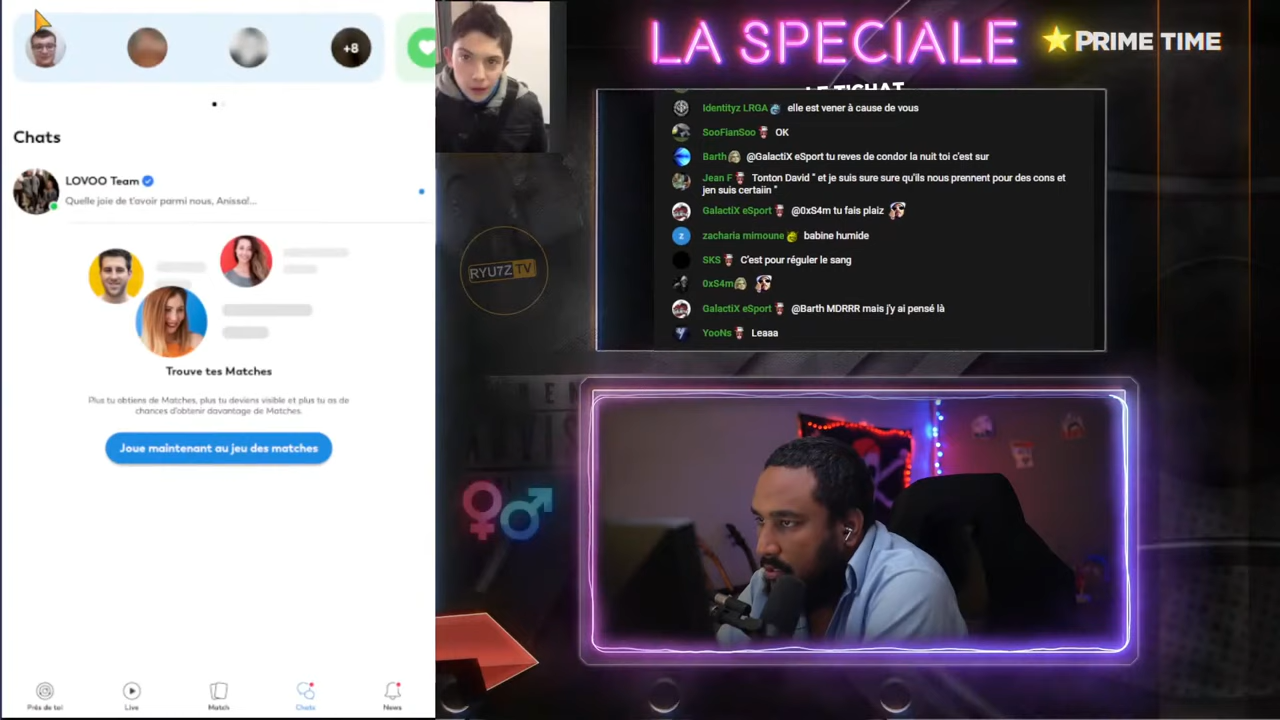 +8
Chats
LOVOO Team
Quelle joie de t'avoir parmi nous, Anissa!...
Trouve tes Matches
Plus tu obtiens de Matches, plus tu deviens visible et plus tu as de
chances d'obtenir davantage de Matches.
Joue maintenant au jeu des matches
Près de toi
Live
Match
Chats
News
RYU7Z TV
LA SPECIALE
PRIME TIME
LE T'CHAT
Identityz LRGA elle est vener à cause de vous
SooFianSoo OK
Barth @GalactiX eSport tu reves de condor la nuit toi c'est sur
Jean F Tonton David " et je suis sure sure qu'ils nous prennent pour des cons et
jen suis certaiin "
GalactiX eSport @0xS4m tu fais plaiz
z zacharia mimoune babine humide
SKS C'est pour réguler le sang
0xS4m
GalactiX eSport @Barth MDRRR mais j'y ai pensé là
YooNs Leaaa